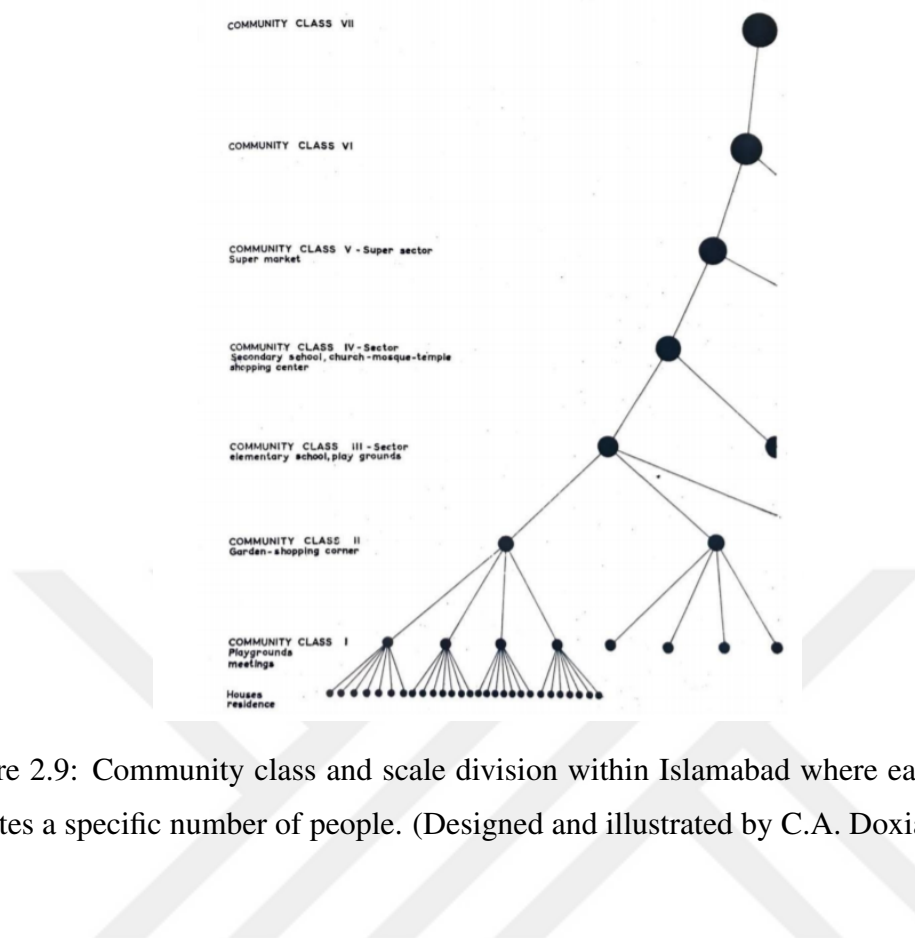 COMMUNITY CLASS VII
COMMUNITY CLASS VI
COMMUNITY CLASS V - Super sector
Super market
COMMUNITY CLASS IV - Sector
Secondary school, church - mosque - temple
shopping center
COMMUNITY CLASS III - Sector
elementary school, play grounds
COMMUNITY CLASS II
Garden - shopping corner
COMMUNITY CLASS I
Playgrounds
meetings
Houses
residence
re 2.9: Community class and scale division within Islamabad where ea
tes a specific number of people. (Designed and illustrated by C.A. Doxia